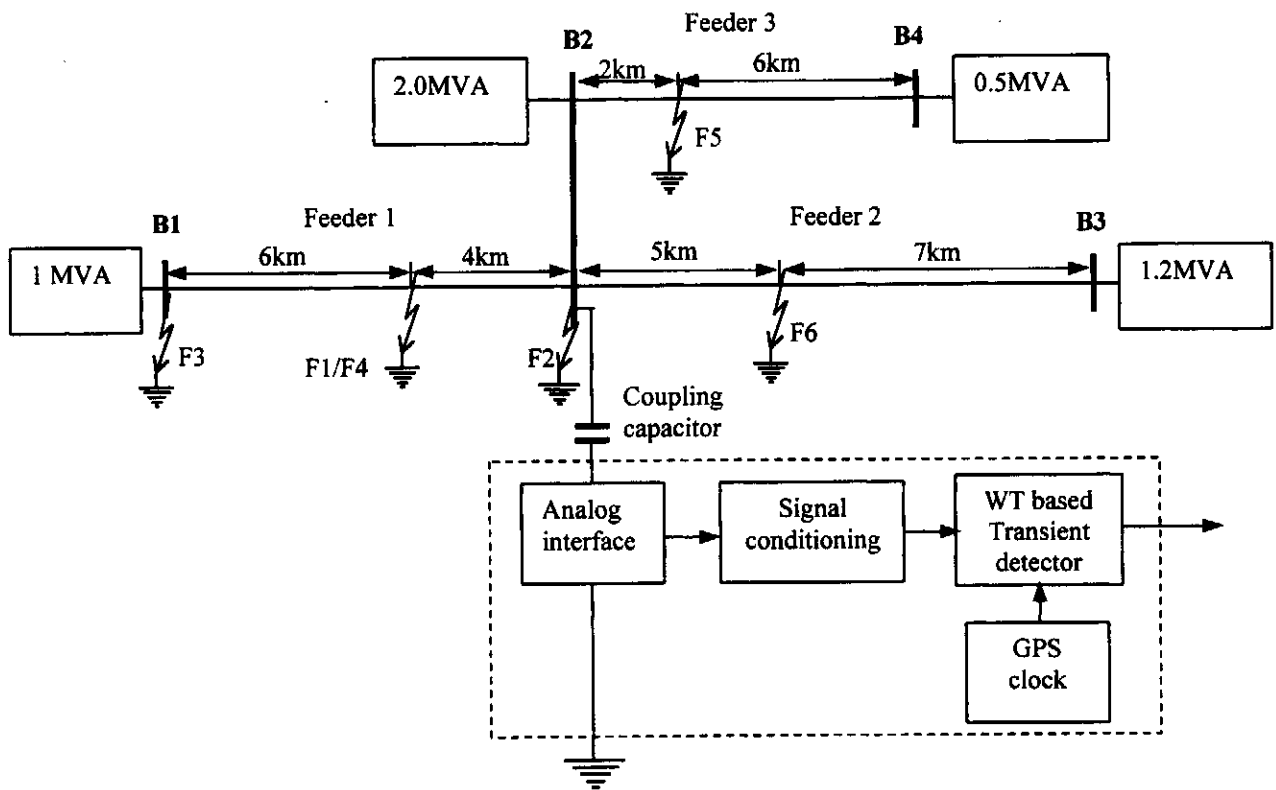 Feeder 3
B2
B4
2km
6km
2.0MVA
0.5MVA
F5
B1
Feeder 1
Feeder 2
B3
6km
4km
5km
7km
1 MVA
1.2MVA
F3
F1/F4
F2
F6
Coupling
capacitor
Analog
interface
Signal
conditioning
WT based
Transient
detector
GPS
clock